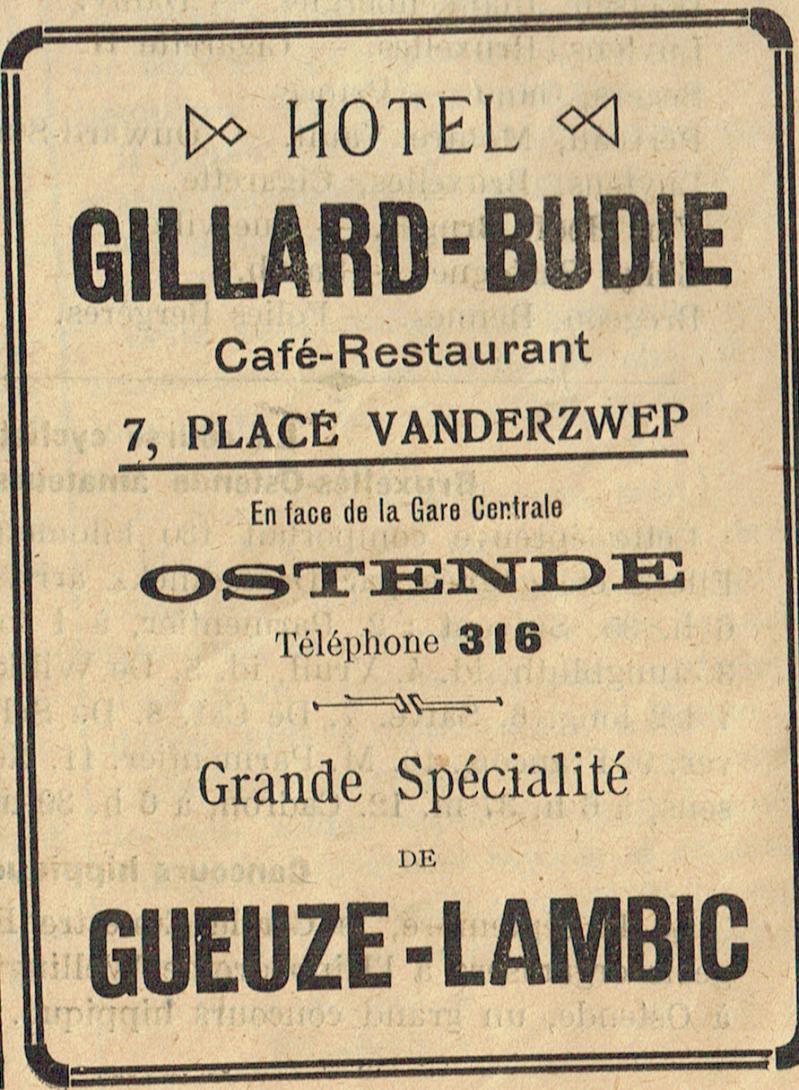 HOTEL
GILLARD-BUDIE
Café-Restaurant
7, PLACE VANDERZWEP
En face de la Gare Centrale
OSTENDE
Téléphone 316
Grande Spécialité
DE
GUEUZE-LAMBIC